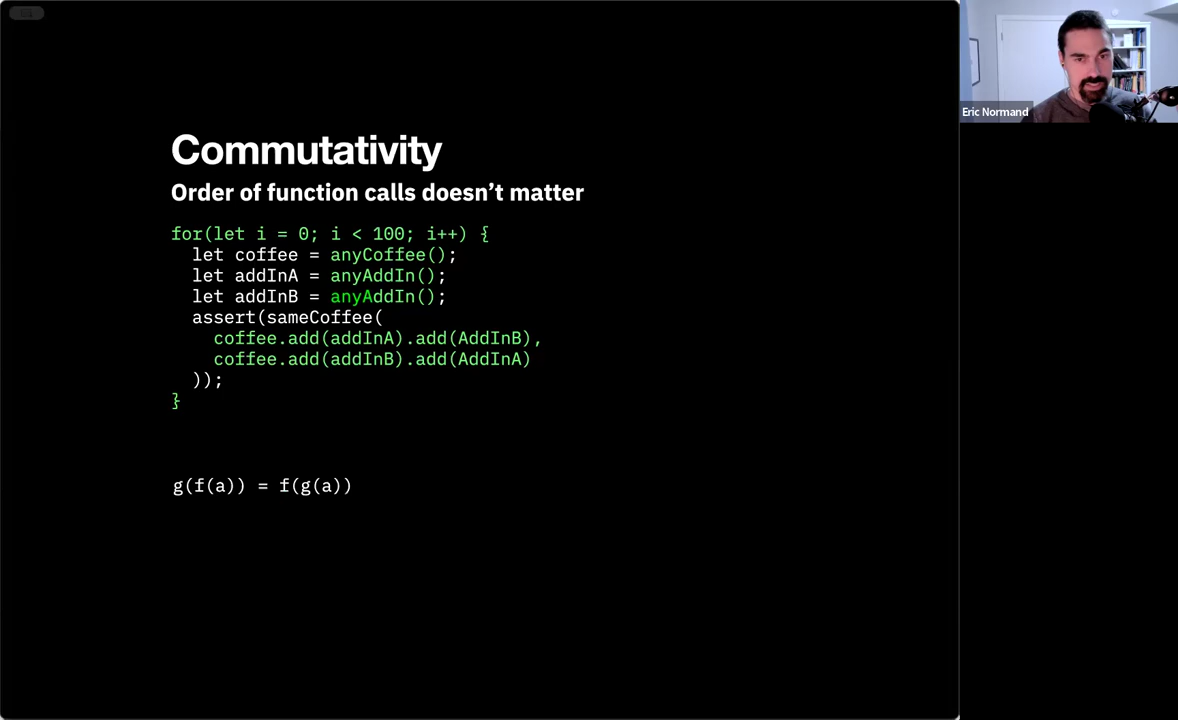 Commutativity
Order of function calls doesn’t matter
for(let i = 0; i < 100; i++) {
  let coffee = anyCoffee();
  let addInA = anyAddIn();
  let addInB = anyAddIn();
  assert(sameCoffee(
    coffee.add(addInA).add(AddInB),
    coffee.add(addInB).add(AddInA)
  ));
}
g(f(a)) = f(g(a))
Eric Normand